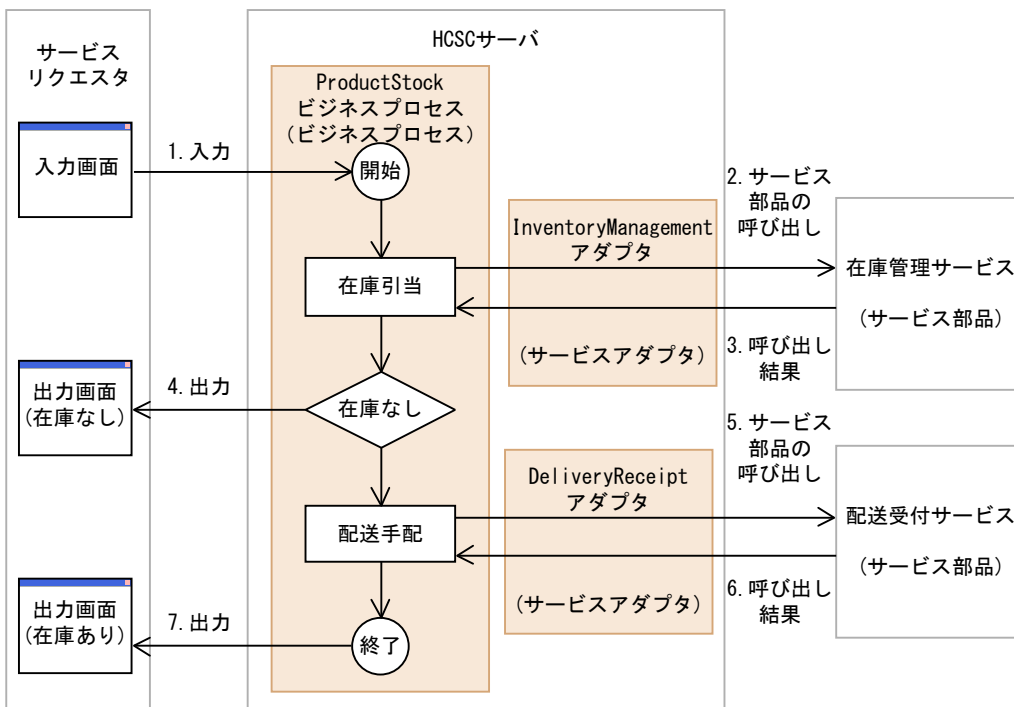 サービス
リクエスタ
HCSCサーバ
ProductStock
ビジネスプロセス
(ビジネスプロセス)
入力画面
1. 入力
開始
2. サービス
部品の
呼び出し
InventoryManagement
アダプタ
在庫引当
在庫管理サービス
(サービス部品)
(サービスアダプタ)
3. 呼び出し
結果
出力画面
(在庫なし)
4. 出力
在庫なし
5. サービス
部品の
呼び出し
DeliveryReceipt
アダプタ
配送手配
配送受付サービス
(サービス部品)
(サービスアダプタ)
6. 呼び出し
結果
出力画面
(在庫あり)
7. 出力
終了